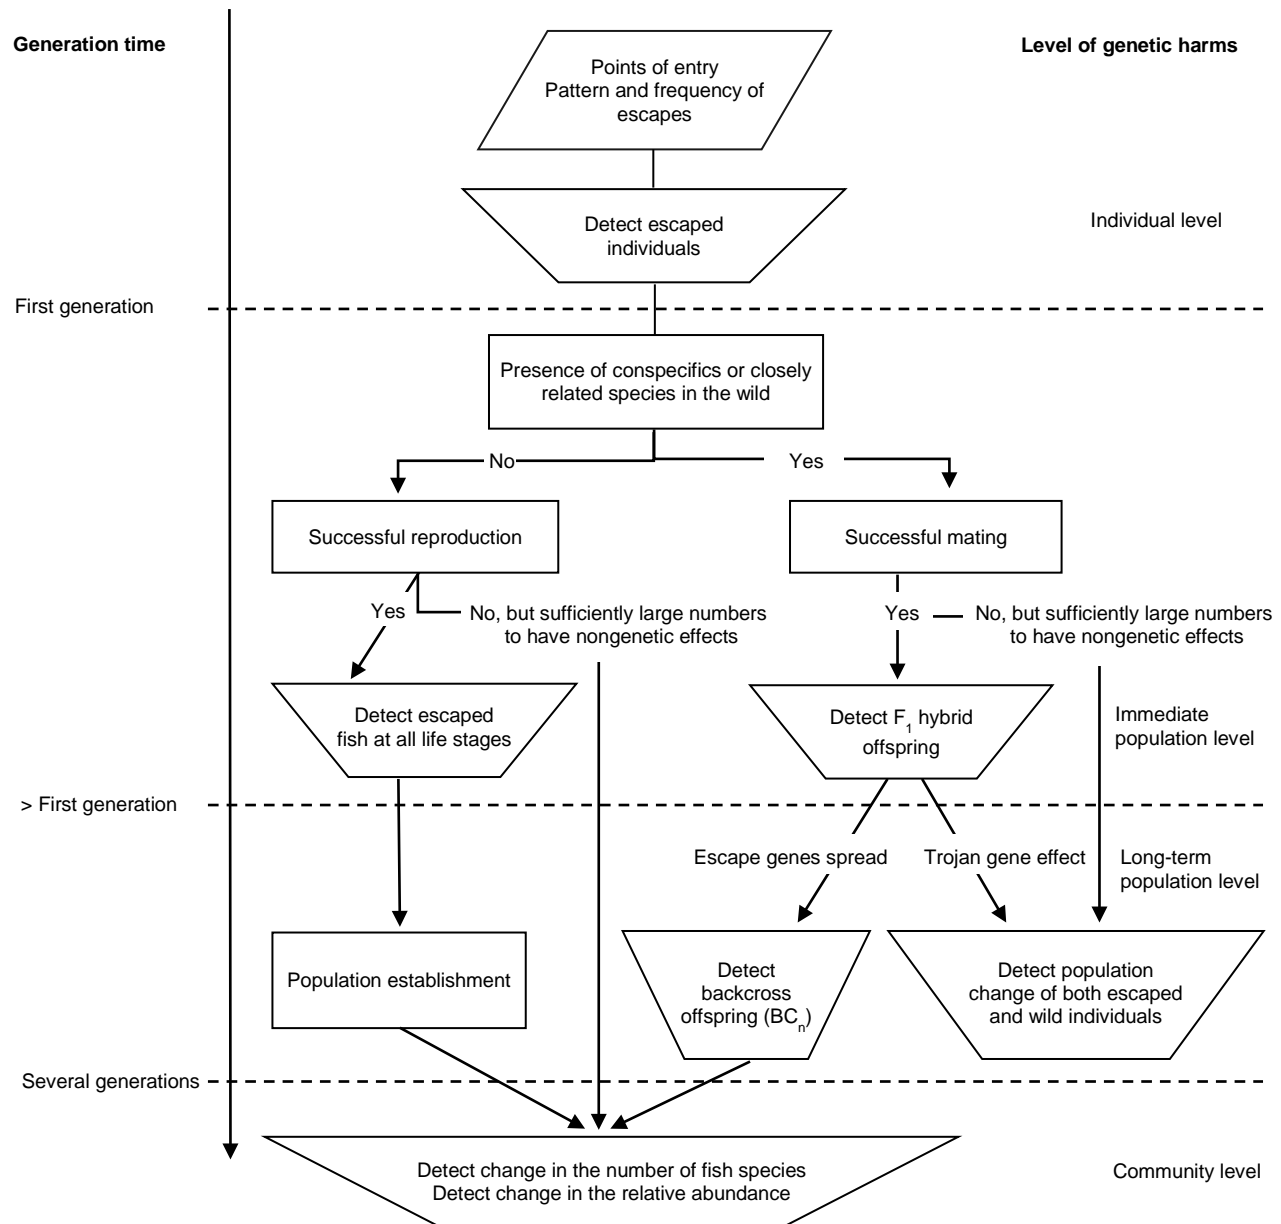 Generation time
Level of genetic harms
Points of entry
Pattern and frequency of
escapes
Detect escaped
individuals
Individual level
First generation
Presence of conspecifics or closely
related species in the wild
No
Yes
Successful reproduction
Successful mating
Yes
No, but sufficiently large numbers
to have nongenetic effects
Yes
No, but sufficiently large numbers
to have nongenetic effects
Detect escaped
fish at all life stages
Detect F1 hybrid
offspring
Immediate
population level
> First generation
Escape genes spread
Trojan gene effect
Long-term
population level
Population establishment
Detect
backcross
offspring (BCn)
Detect population
change of both escaped
and wild individuals
Several generations
Detect change in the number of fish species
Detect change in the relative abundance
Community level